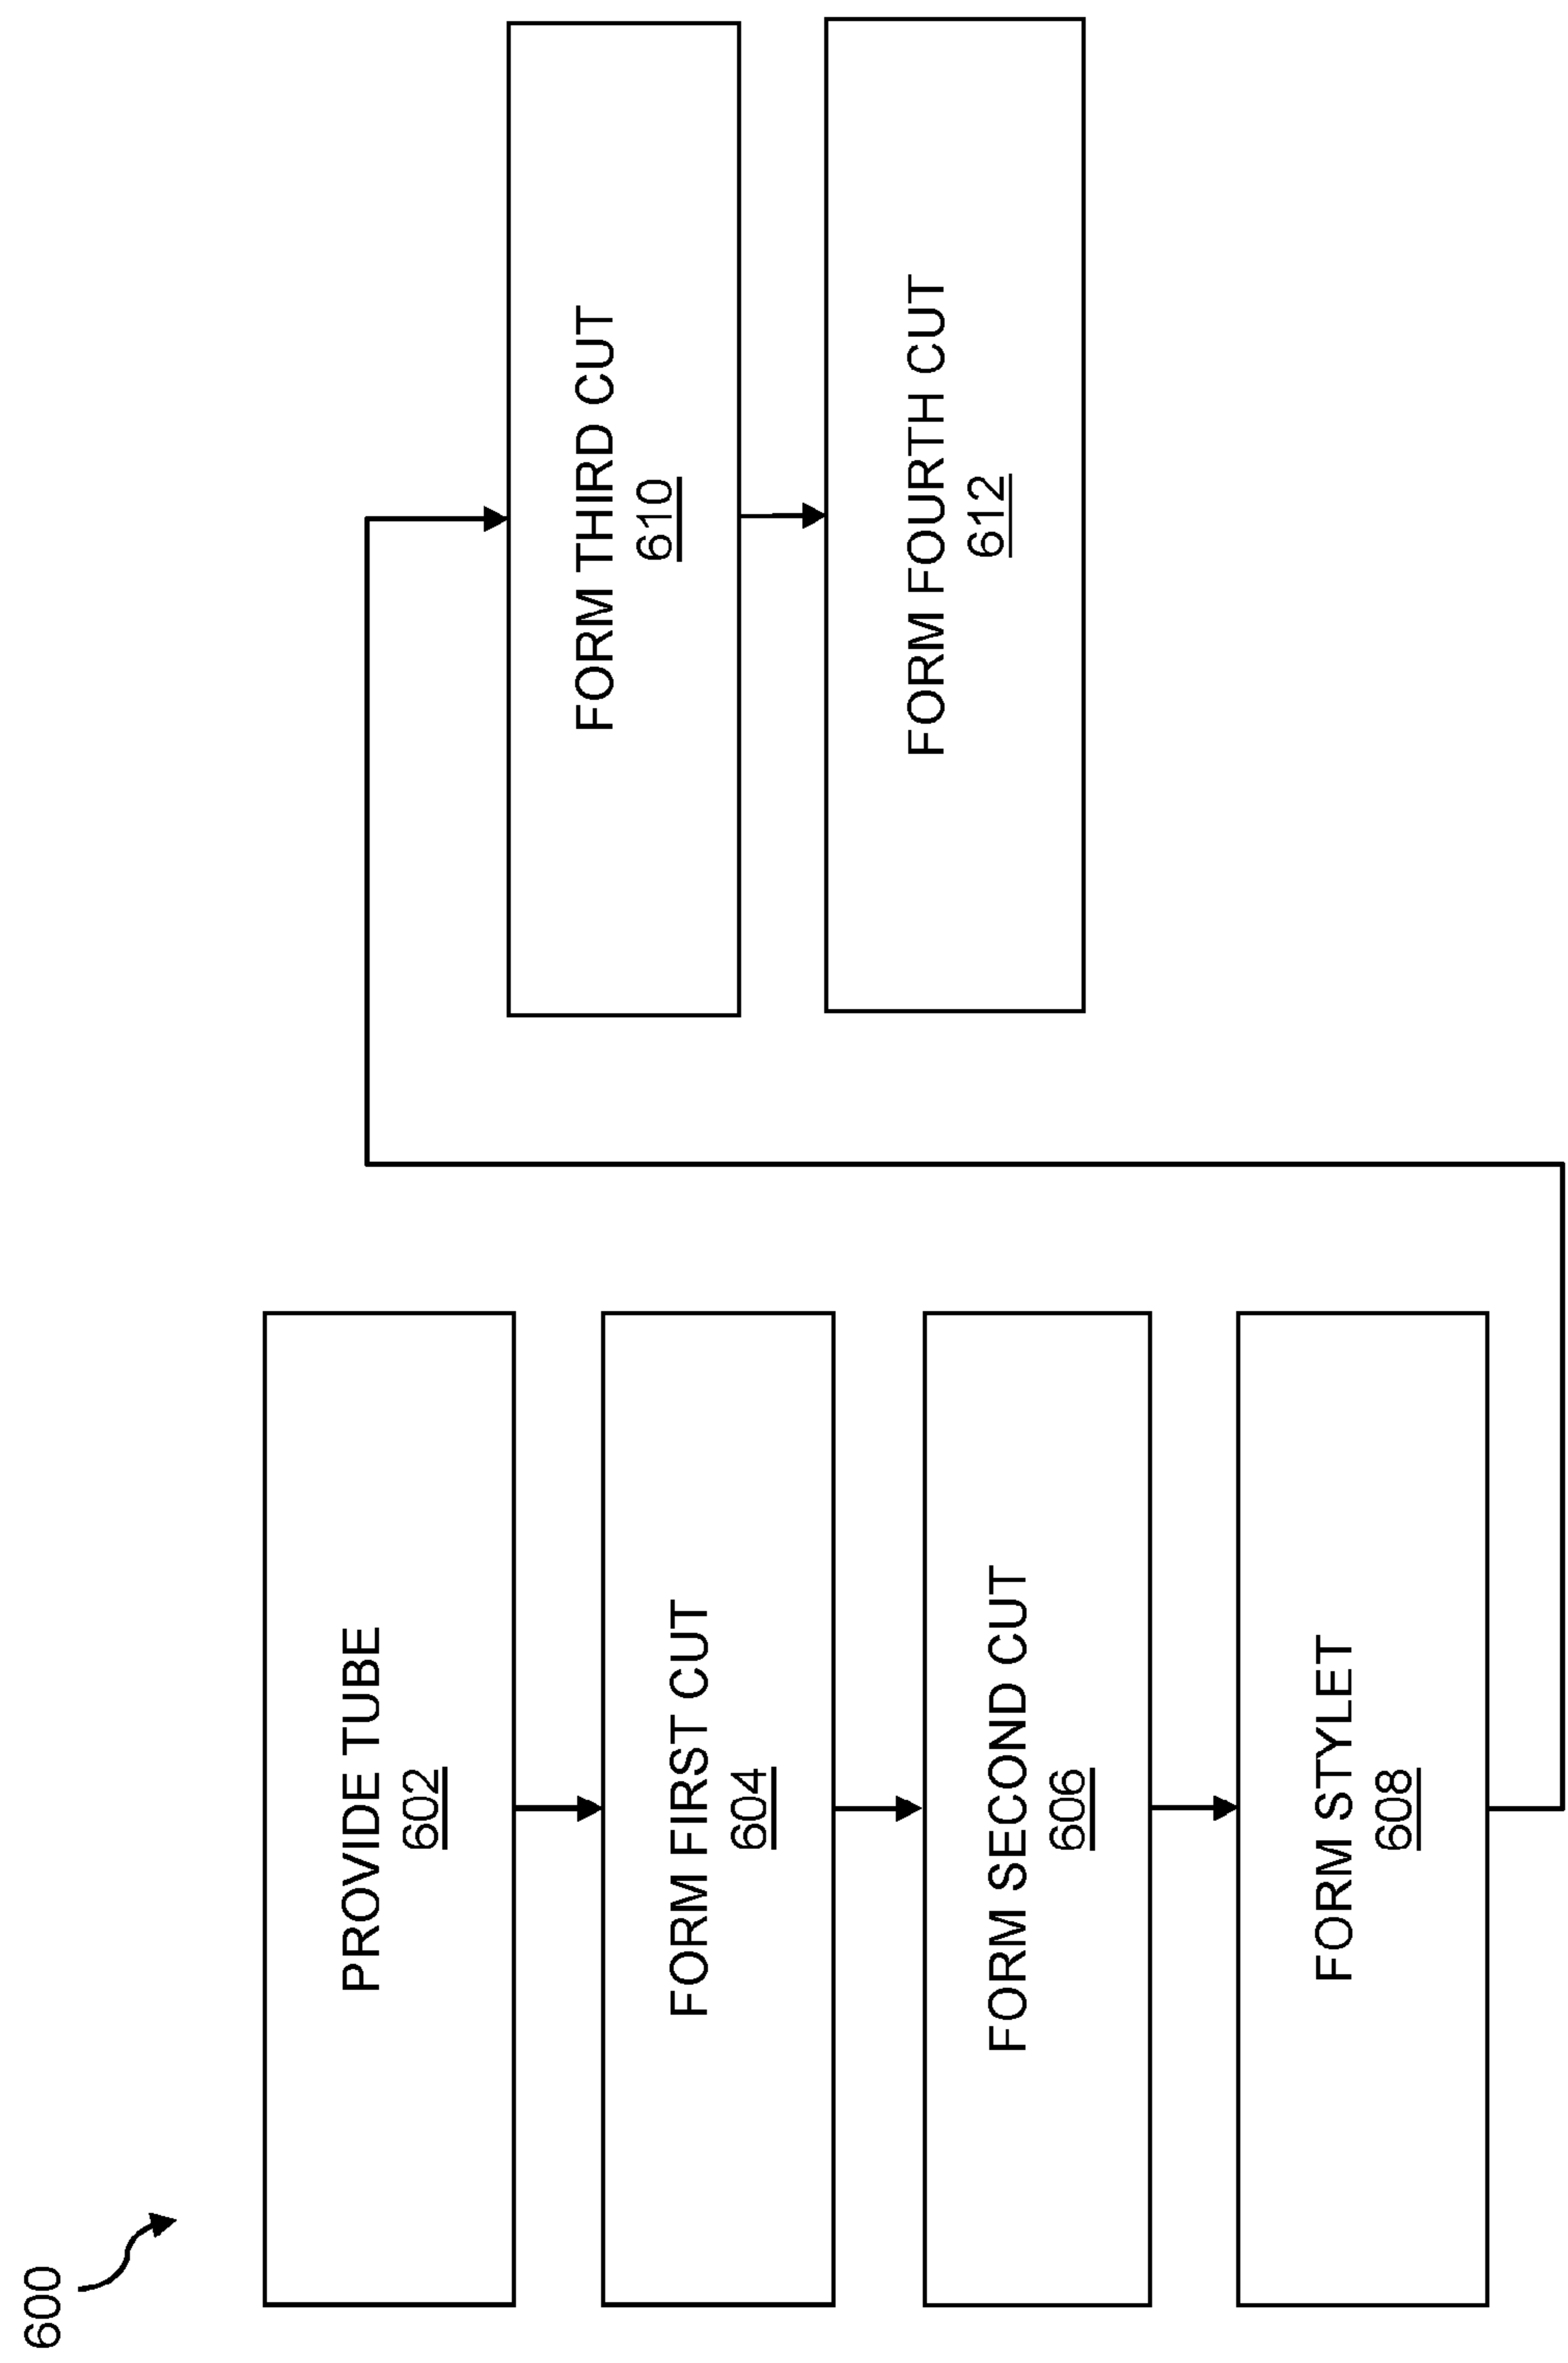 600
PROVIDE TUBE
602
FORM FIRST CUT
604
FORM SECOND CUT
606
FORM STYLET
608
FORM THIRD CUT
610
FORM FOURTH CUT
612